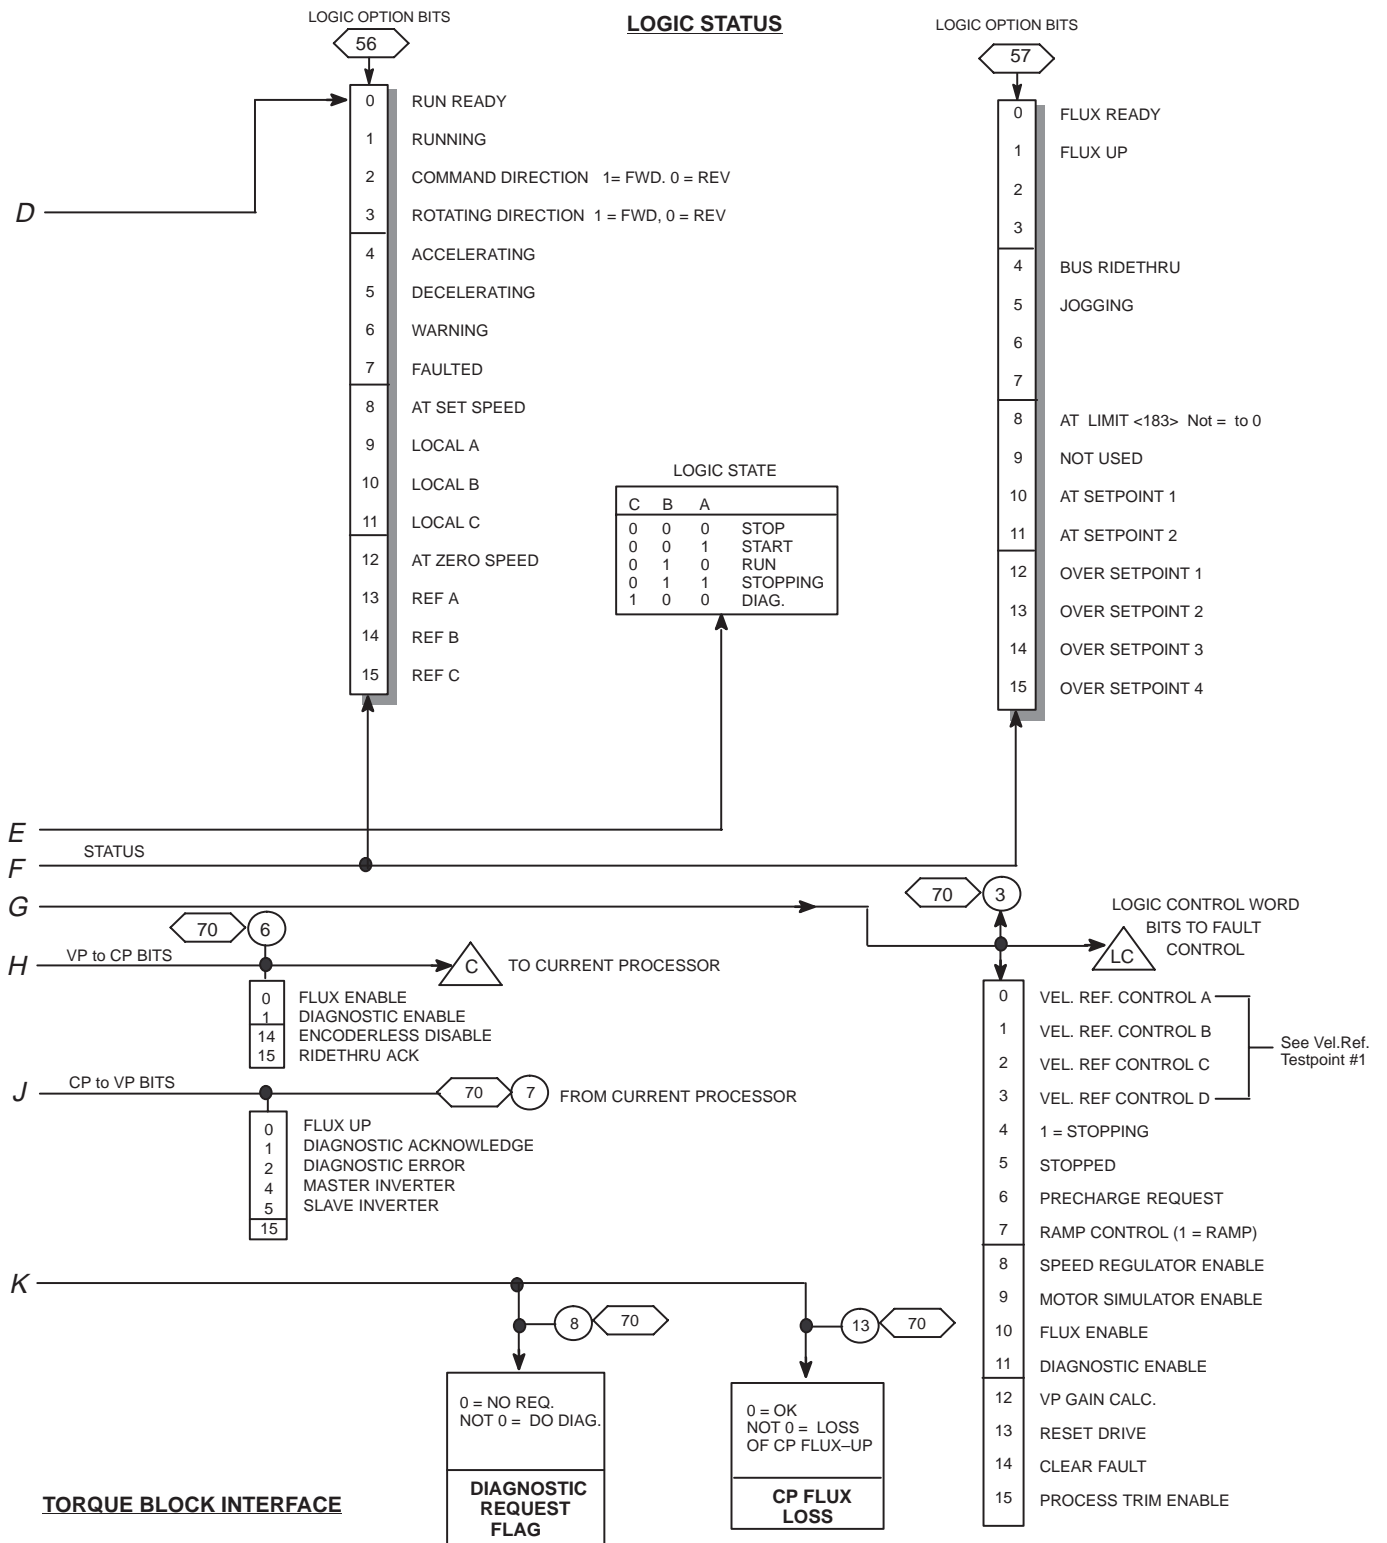 LOGIC OPTION BITS
56
LOGIC STATUS
LOGIC OPTION BITS
57
D
0 RUN READY
1 RUNNING
2 COMMAND DIRECTION 1= FWD. 0 = REV
3 ROTATING DIRECTION 1 = FWD, 0 = REV
4 ACCELERATING
5 DECELERATING
6 WARNING
7 FAULTED
8 AT SET SPEED
9 LOCAL A
10 LOCAL B
11 LOCAL C
12 AT ZERO SPEED
13 REF A
14 REF B
15 REF C
LOGIC STATE
C B A
0 0 0 STOP
0 0 1 START
0 1 0 RUN
0 1 1 STOPPING
1 0 0 DIAG.
0 FLUX READY
1 FLUX UP
2
3
4 BUS RIDETHRU
5 JOGGING
6
7
8 AT LIMIT <183> Not = to 0
9 NOT USED
10 AT SETPOINT 1
11 AT SETPOINT 2
12 OVER SETPOINT 1
13 OVER SETPOINT 2
14 OVER SETPOINT 3
15 OVER SETPOINT 4
E
F STATUS
G
70 3
LOGIC CONTROL WORD
BITS TO FAULT
CONTROL
LC
70 6
H VP to CP BITS
C TO CURRENT PROCESSOR
0 FLUX ENABLE
1 DIAGNOSTIC ENABLE
14 ENCODERLESS DISABLE
15 RIDETHRU ACK
J CP to VP BITS
70 7 FROM CURRENT PROCESSOR
0 FLUX UP
1 DIAGNOSTIC ACKNOWLEDGE
2 DIAGNOSTIC ERROR
4 MASTER INVERTER
5 SLAVE INVERTER
15
0 VEL. REF. CONTROL A
1 VEL. REF. CONTROL B
2 VEL. REF CONTROL C
3 VEL. REF CONTROL D
See Vel.Ref.
Testpoint #1
4 1 = STOPPING
5 STOPPED
6 PRECHARGE REQUEST
7 RAMP CONTROL (1 = RAMP)
8 SPEED REGULATOR ENABLE
9 MOTOR SIMULATOR ENABLE
10 FLUX ENABLE
11 DIAGNOSTIC ENABLE
12 VP GAIN CALC.
13 RESET DRIVE
14 CLEAR FAULT
15 PROCESS TRIM ENABLE
K
8 70
13 70
0 = NO REQ.
NOT 0 = DO DIAG.
DIAGNOSTIC
REQUEST
FLAG
0 = OK
NOT 0 = LOSS
OF CP FLUX–UP
CP FLUX
LOSS
TORQUE BLOCK INTERFACE